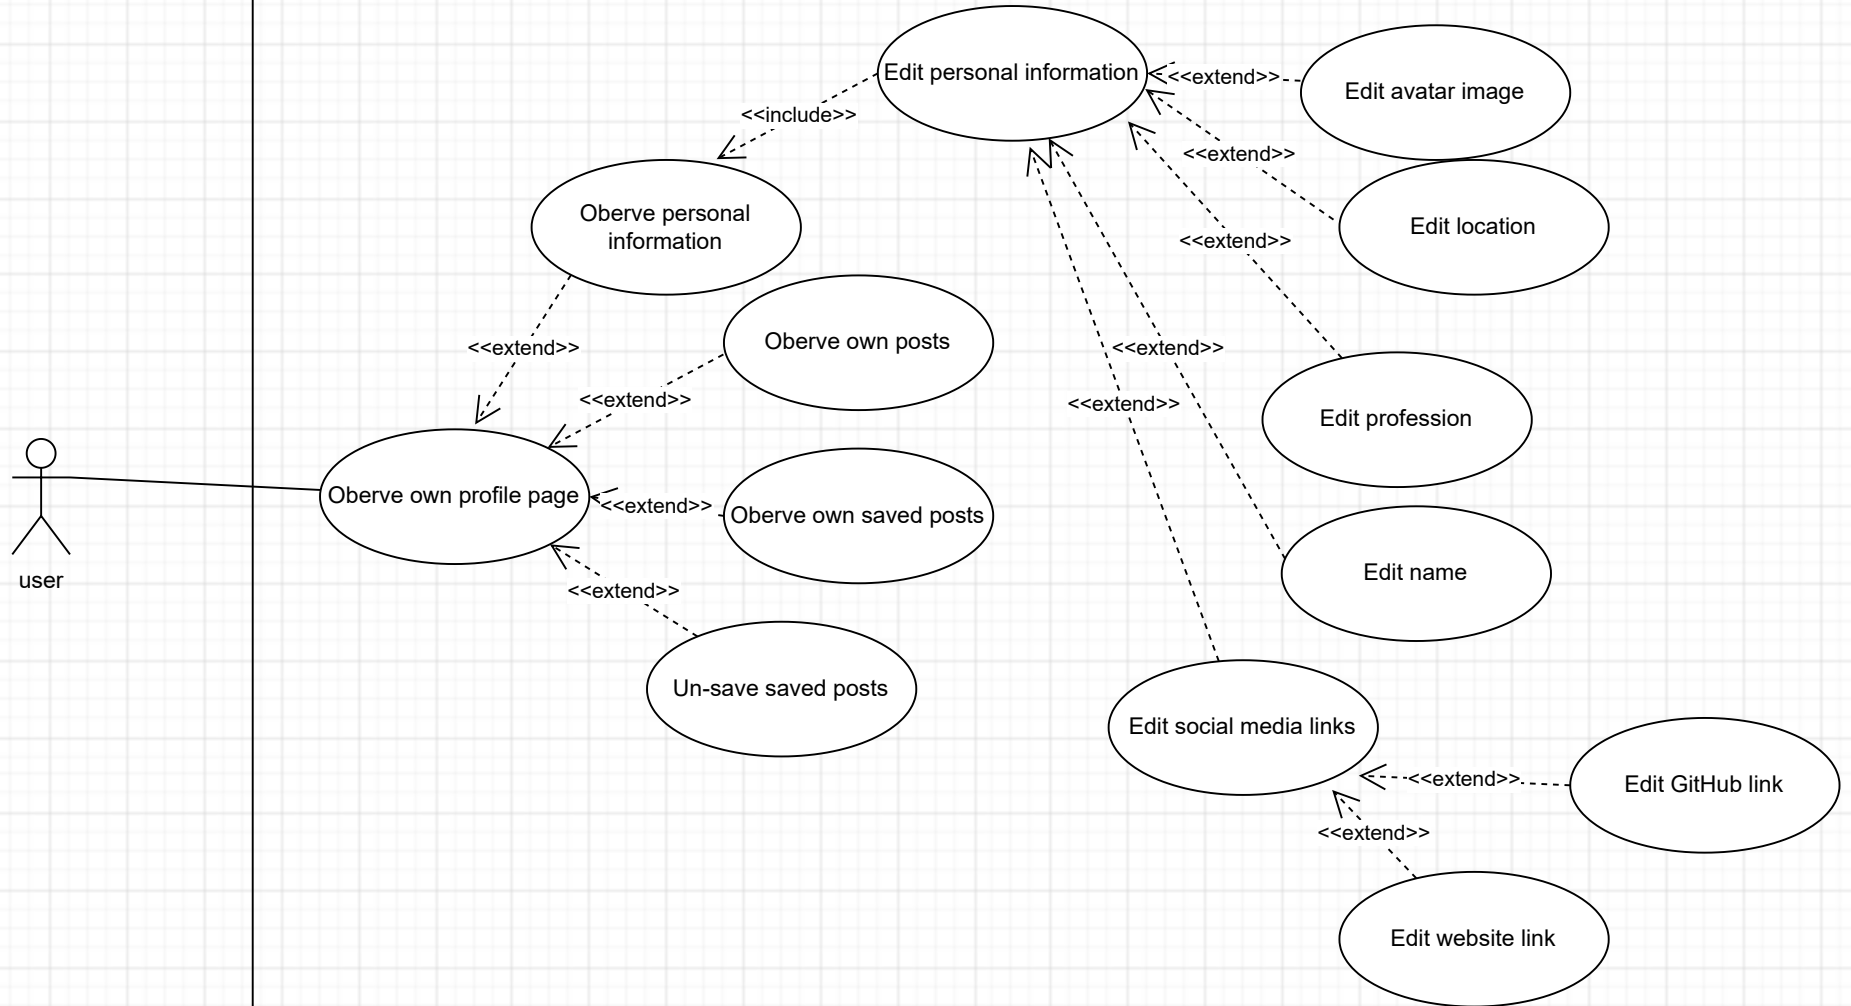 Edit personal information
<<extend>>
Edit avatar image
<<include>>
<<extend>>
Oberve personal
information
Edit location
<<extend>>
<<extend>>
Oberve own posts
<<extend>>
<<extend>>
<<extend>>
Edit profession
Oberve own profile page
<<extend>>
Oberve own saved posts
user
<<extend>>
Edit name
Un-save saved posts
Edit social media links
<<extend>>
Edit GitHub link
<<extend>>
Edit website link